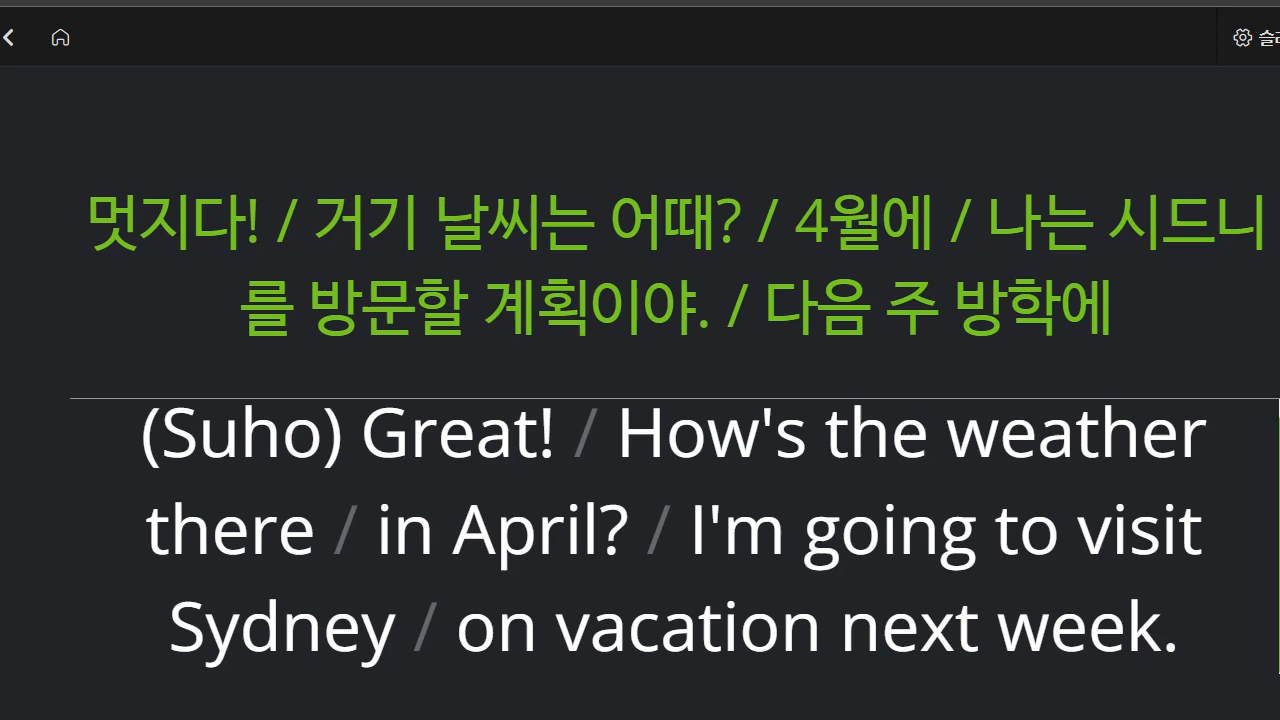 멋지다! / 거기 날씨는 어때? / 4월에 / 나는 시드니
를 방문할 계획이야. / 다음 주 방학에
(Suho) Great! / How's the weather
there / in April? / I'm going to visit
Sydney / on vacation next week.